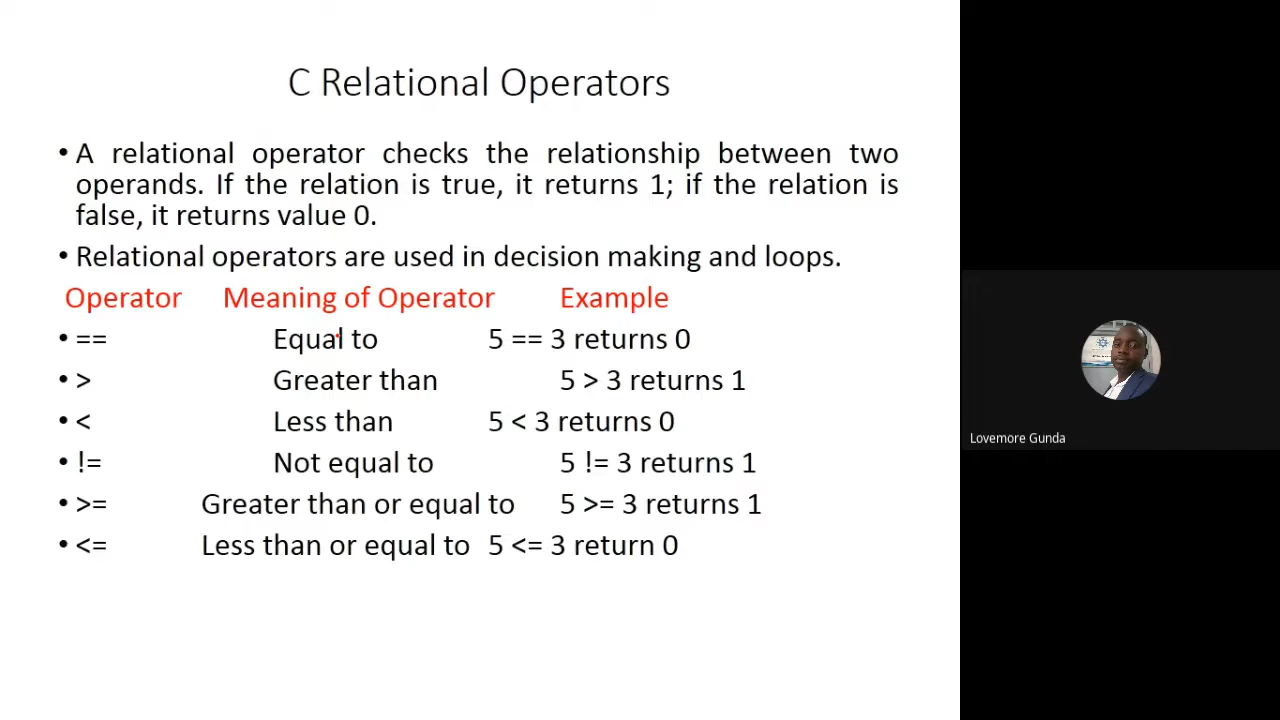 C Relational Operators
• A relational operator checks the relationship between two
operands. If the relation is true, it returns 1; if the relation is
false, it returns value 0.
• Relational operators are used in decision making and loops.
Operator Meaning of Operator Example
• == Equal to 5 == 3 returns 0
• > Greater than 5 > 3 returns 1
• < Less than 5 < 3 returns 0
• != Not equal to 5 != 3 returns 1
• >= Greater than or equal to 5 >= 3 returns 1
• <= Less than or equal to 5 <= 3 return 0
Lovemore Gunda